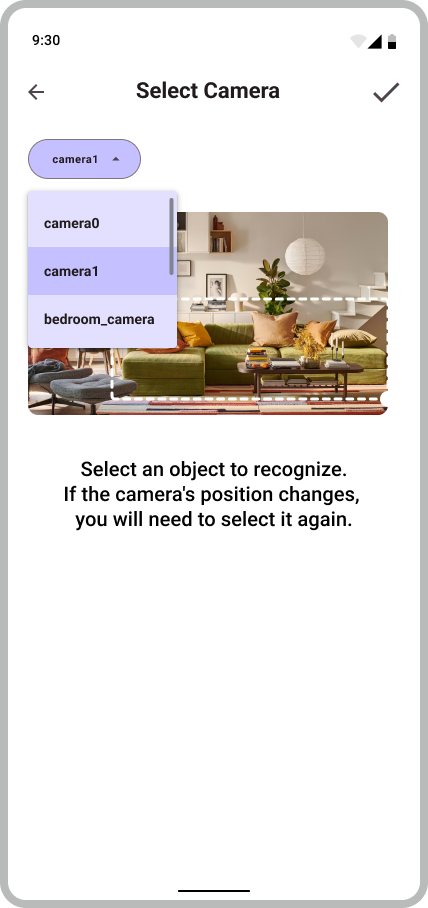 9:30
Select Camera
camera1
camera0
camera1
bedroom_camera
Select an object to recognize.
If the camera's position changes,
you will need to select it again.